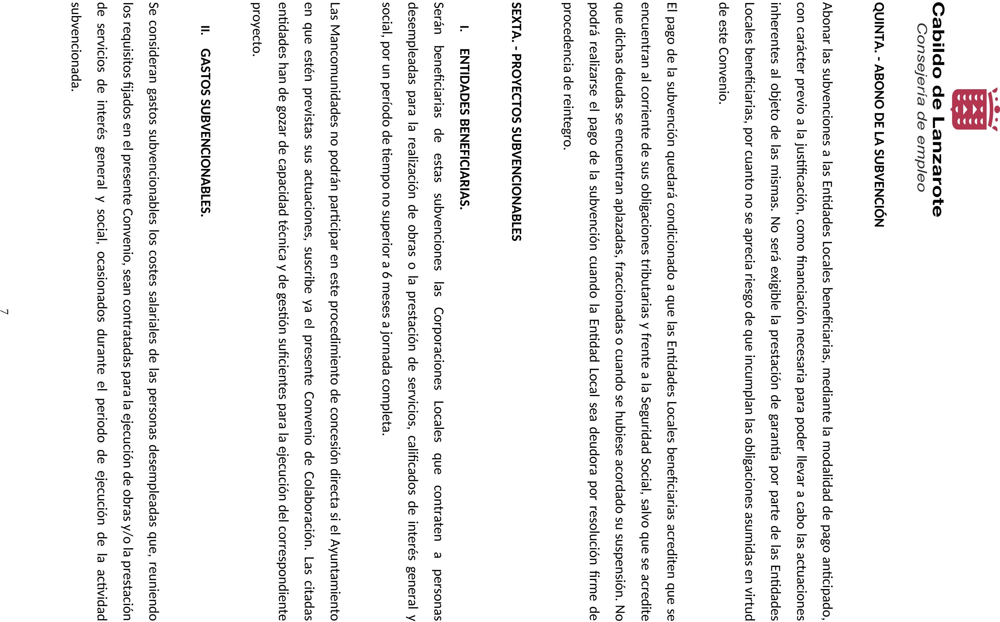 Cabildo de Lanzarote
Consejería de empleo
QUINTA. - ABONO DE LA SUBVENCIÓN
Abonar las subvenciones a las Entidades Locales beneficiarias, mediante la modalidad de pago anticipado,
con carácter previo a la justificación, como financiación necesaria para poder llevar a cabo las actuaciones
inherentes al objeto de las mismas. No será exigible la prestación de garantía por parte de las Entidades
Locales beneficiarias, por cuanto no se aprecia riesgo de que incumplan las obligaciones asumidas en virtud
de este Convenio.
El pago de la subvención quedará condicionado a que las Entidades Locales beneficiarias acrediten que se
encuentran al corriente de sus obligaciones tributarias y frente a la Seguridad Social, salvo que se acredite
que dichas deudas se encuentran aplazadas, fraccionadas o cuando se hubiese acordado su suspensión. No
podrá realizarse el pago de la subvención cuando la Entidad Local sea deudora por resolución firme de
procedencia de reintegro.
SEXTA. - PROYECTOS SUBVENCIONABLES
I. ENTIDADES BENEFICIARIAS.
Serán beneficiarias de estas subvenciones las Corporaciones Locales que contraten a personas
desempleadas para la realización de obras o la prestación de servicios, calificados de interés general y
social, por un período de tiempo no superior a 6 meses a jornada completa.
Las Mancomunidades no podrán participar en este procedimiento de concesión directa si el Ayuntamiento
en que estén previstas sus actuaciones, suscribe ya el presente Convenio de Colaboración. Las citadas
entidades han de gozar de capacidad técnica y de gestión suficientes para la ejecución del correspondiente
proyecto.
II. GASTOS SUBVENCIONABLES.
Se consideran gastos subvencionables los costes salariales de las personas desempleadas que, reuniendo
los requisitos fijados en el presente Convenio, sean contratadas para la ejecución de obras y/o la prestación
de servicios de interés general y social, ocasionados durante el periodo de ejecución de la actividad
subvencionada.
7